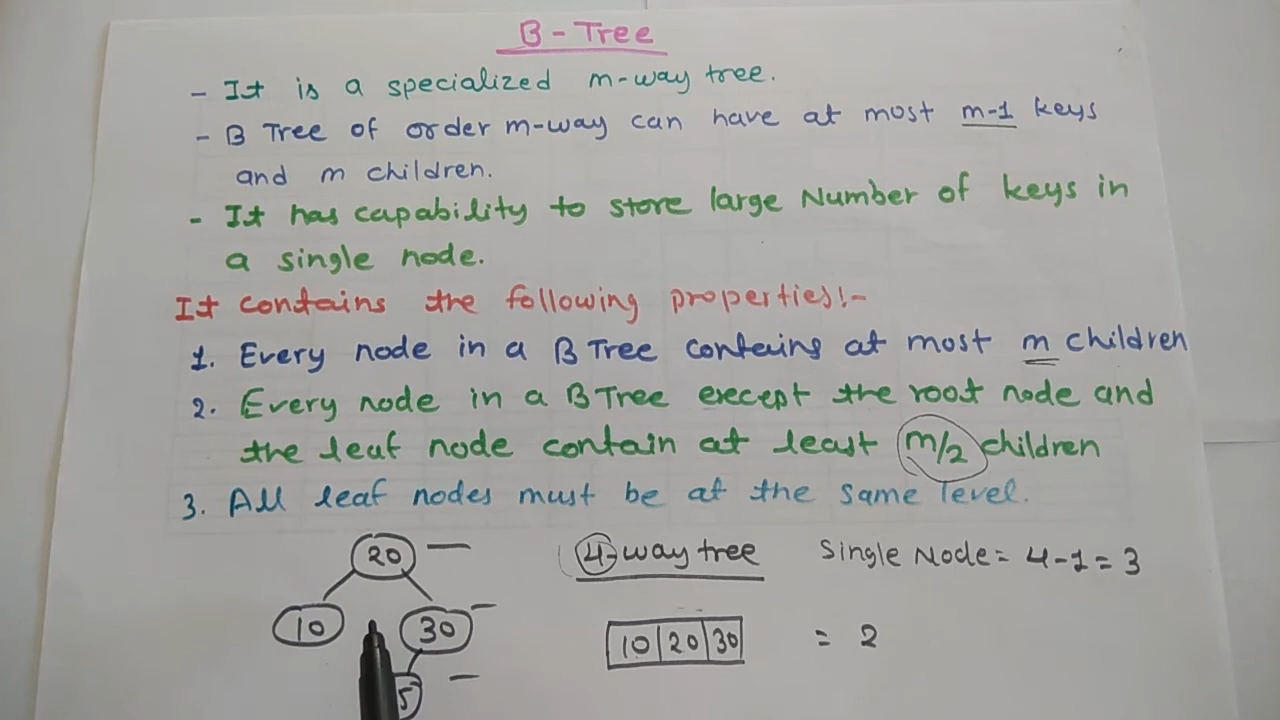 B-Tree
- It is a specialized m-way tree.
- B Tree of order m-way can have at most m-1 keys
and m children.
- It has capability to store large Number of keys in
a single node.
It contains the following properties:-
1. Every node in a B Tree contains at most m children
2. Every node in a B Tree except the root node and
the leaf node contain at least m/2 children
3. All leaf nodes must be at the same level.
20
4-way tree
Single Node = 4-1 = 3
10
30
10 20 30
= 2